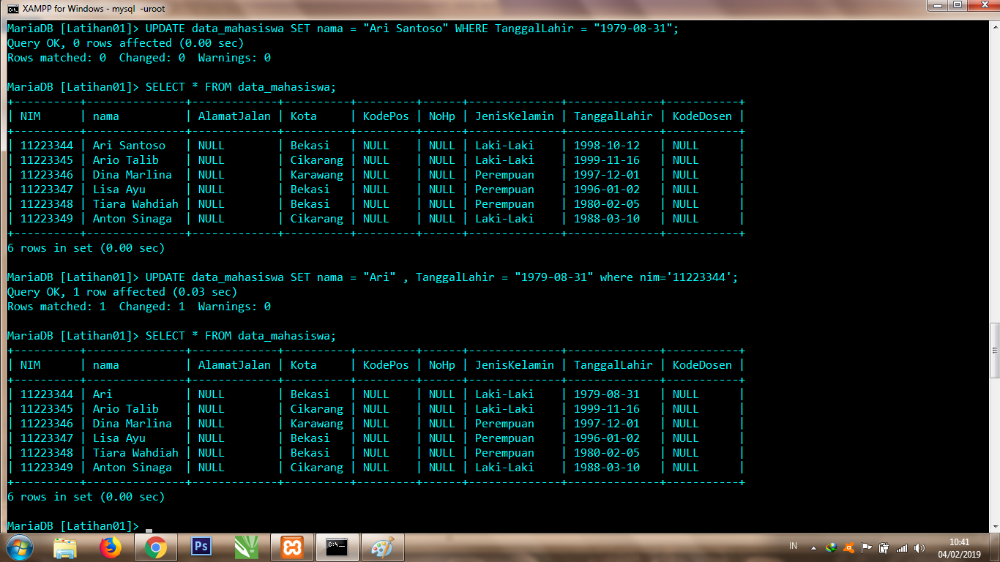 XAMPP for Windows - mysql  -uroot
MariaDB [Latihan01]> UPDATE data_mahasiswa SET nama = "Ari Santoso" WHERE TanggalLahir = "1979-08-31";
Query OK, 0 rows affected (0.00 sec)
Rows matched: 0  Changed: 0  Warnings: 0
MariaDB [Latihan01]> SELECT * FROM data_mahasiswa;
+----------+---------------+-------------+----------+---------+------+--------------+--------------+-----------+
| NIM      | nama          | AlamatJalan | Kota     | KodePos | NoHp | JenisKelamin | TanggalLahir | KodeDosen |
+----------+---------------+-------------+----------+---------+------+--------------+--------------+-----------+
| 11223344 | Ari Santoso   | NULL        | Bekasi   | NULL    | NULL | Laki-Laki    | 1998-10-12   | NULL      |
| 11223345 | Ario Talib    | NULL        | Cikarang | NULL    | NULL | Laki-Laki    | 1999-11-16   | NULL      |
| 11223346 | Dina Marlina  | NULL        | Karawang | NULL    | NULL | Perempuan    | 1997-12-01   | NULL      |
| 11223347 | Lisa Ayu      | NULL        | Bekasi   | NULL    | NULL | Perempuan    | 1996-01-02   | NULL      |
| 11223348 | Tiara Wahdiah | NULL        | Bekasi   | NULL    | NULL | Perempuan    | 1980-02-05   | NULL      |
| 11223349 | Anton Sinaga  | NULL        | Cikarang | NULL    | NULL | Laki-Laki    | 1988-03-10   | NULL      |
+----------+---------------+-------------+----------+---------+------+--------------+--------------+-----------+
6 rows in set (0.00 sec)
MariaDB [Latihan01]> UPDATE data_mahasiswa SET nama = "Ari" , TanggalLahir = "1979-08-31" where nim='11223344';
Query OK, 1 row affected (0.03 sec)
Rows matched: 1  Changed: 1  Warnings: 0
MariaDB [Latihan01]> SELECT * FROM data_mahasiswa;
+----------+---------------+-------------+----------+---------+------+--------------+--------------+-----------+
| NIM      | nama          | AlamatJalan | Kota     | KodePos | NoHp | JenisKelamin | TanggalLahir | KodeDosen |
+----------+---------------+-------------+----------+---------+------+--------------+--------------+-----------+
| 11223344 | Ari           | NULL        | Bekasi   | NULL    | NULL | Laki-Laki    | 1979-08-31   | NULL      |
| 11223345 | Ario Talib    | NULL        | Cikarang | NULL    | NULL | Laki-Laki    | 1999-11-16   | NULL      |
| 11223346 | Dina Marlina  | NULL        | Karawang | NULL    | NULL | Perempuan    | 1997-12-01   | NULL      |
| 11223347 | Lisa Ayu      | NULL        | Bekasi   | NULL    | NULL | Perempuan    | 1996-01-02   | NULL      |
| 11223348 | Tiara Wahdiah | NULL        | Bekasi   | NULL    | NULL | Perempuan    | 1980-02-05   | NULL      |
| 11223349 | Anton Sinaga  | NULL        | Cikarang | NULL    | NULL | Laki-Laki    | 1988-03-10   | NULL      |
+----------+---------------+-------------+----------+---------+------+--------------+--------------+-----------+
6 rows in set (0.00 sec)
MariaDB [Latihan01]> _
Ps
IN
10:41
04/02/2019